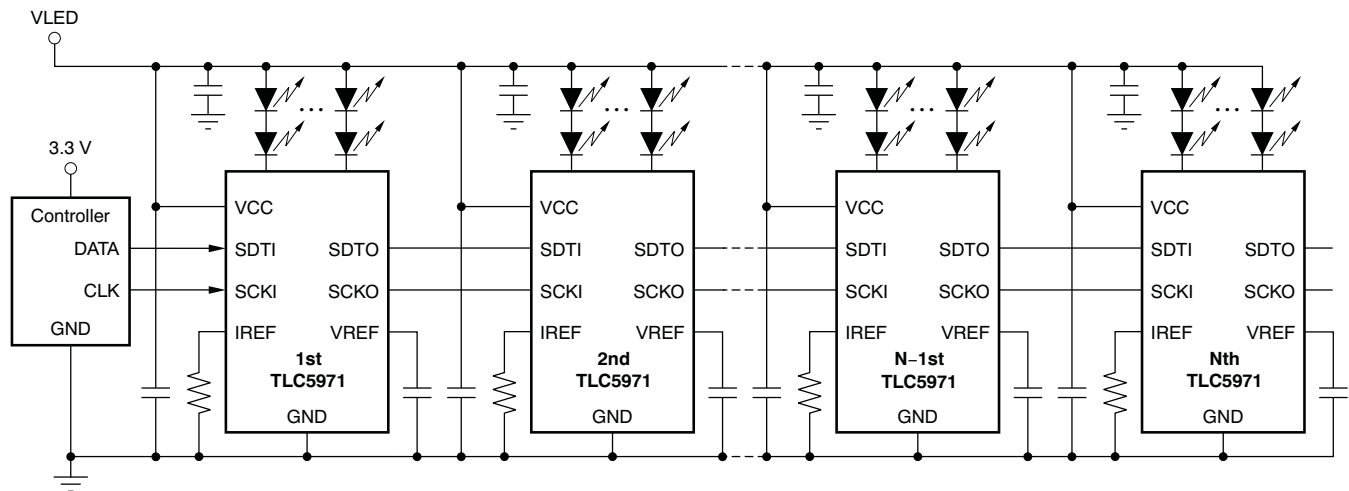 VLED
... ... ... ...
3.3 V
Controller
DATA
CLK
GND
VCC
SDTI SDTO
SCKI SCKO
IREF VREF
1st
TLC5971
GND
VCC
SDTI SDTO
SCKI SCKO
IREF VREF
2nd
TLC5971
GND
VCC
SDTI SDTO
SCKI SCKO
IREF VREF
N–1st
TLC5971
GND
VCC
SDTI SDTO
SCKI SCKO
IREF VREF
Nth
TLC5971
GND